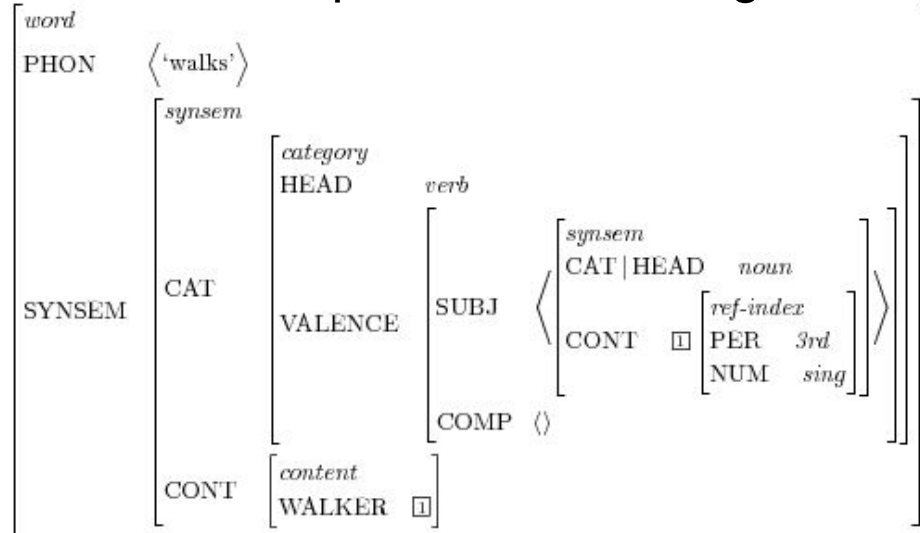 word
PHON ⟨'walks'⟩
synsem
category
HEAD verb
synsem
CAT|HEAD noun
CAT
SUBJ
ref-index
SYNSEM
VALENCE
CONT 1 PER 3rd
NUM sing
COMP ⟨⟩
content
CONT
WALKER 1